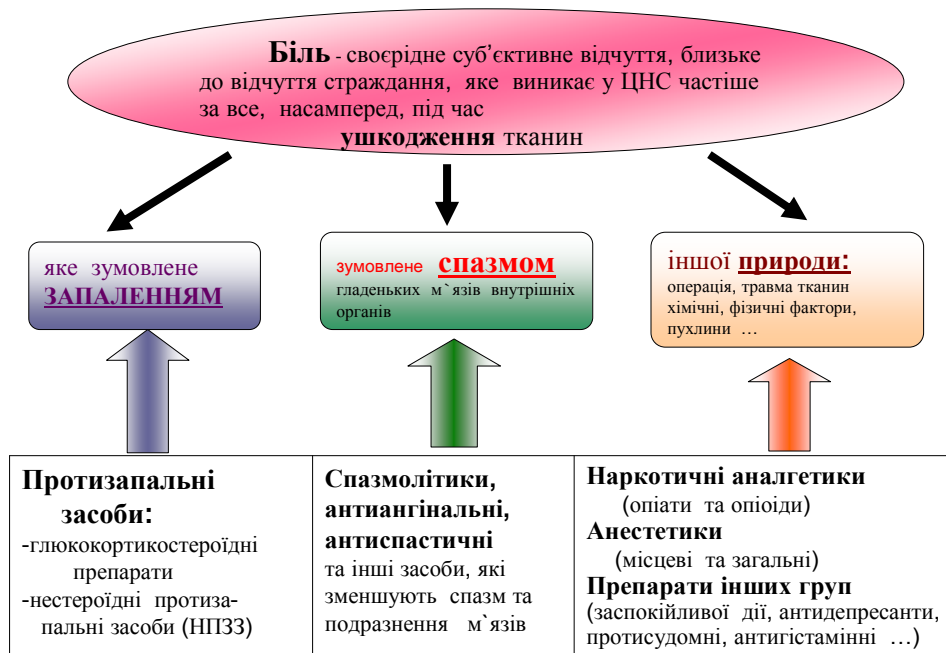 Біль - своєрідне суб’єктивне відчуття, близьке
до відчуття страждання, яке виникає у ЦНС частіше
за все, насамперед, під час
ушкодження тканин
яке зумовлене
ЗАПАЛЕННЯМ
зумовлене спазмом
гладеньких м`язів внутрішніх
органів
іншої природи:
операція, травма тканин
хімічні, фізичні фактори,
пухлини ...
Протизапальні
засоби:
-глюкокортикостероїдні
препарати
-нестероїдні протиза-
пальні засоби (НПЗЗ)
Спазмолітики,
антиангінальні,
антиспастичні
та інші засоби, які
зменшують спазм та
подразнення м`язів
Наркотичні аналгетики
(опіати та опіоїди)
Анестетики
(місцеві та загальні)
Препарати інших груп
(заспокійливої дії, антидепресанти,
протисудомні, антигістамінні ...)